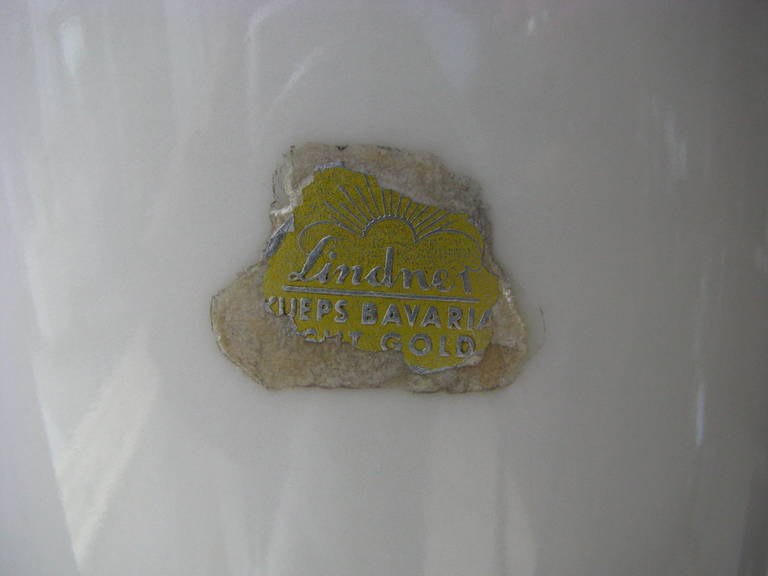 Lindner
KUEPS BAVARIA
GOLD